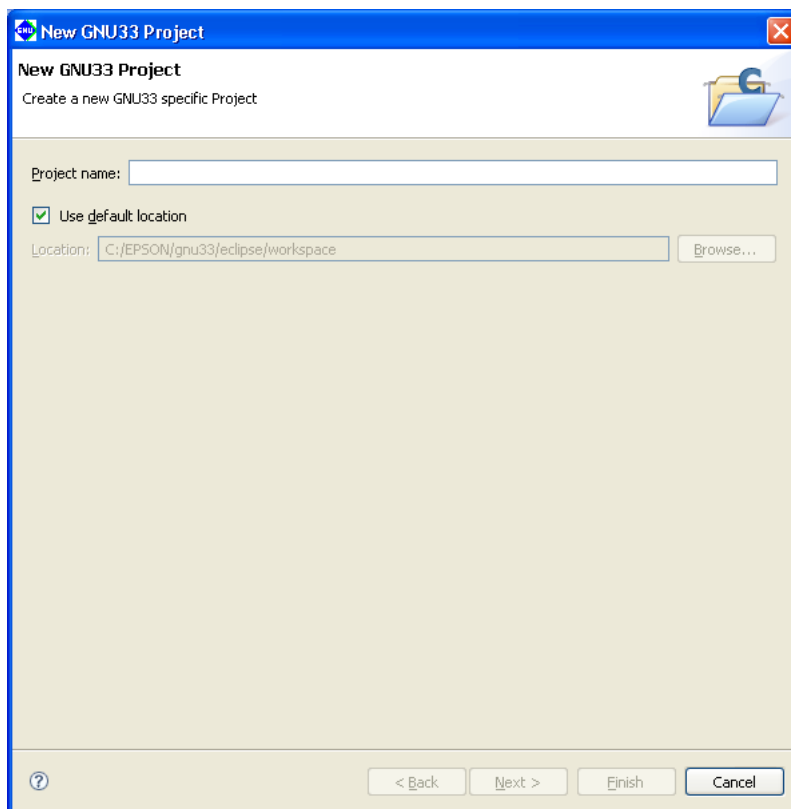 GNU New GNU33 Project
New GNU33 Project
Create a new GNU33 specific Project
C
Project name:
Use default location
Location: C:/EPSON/gnu33/eclipse/workspace Browse...
? < Back Next > Finish Cancel